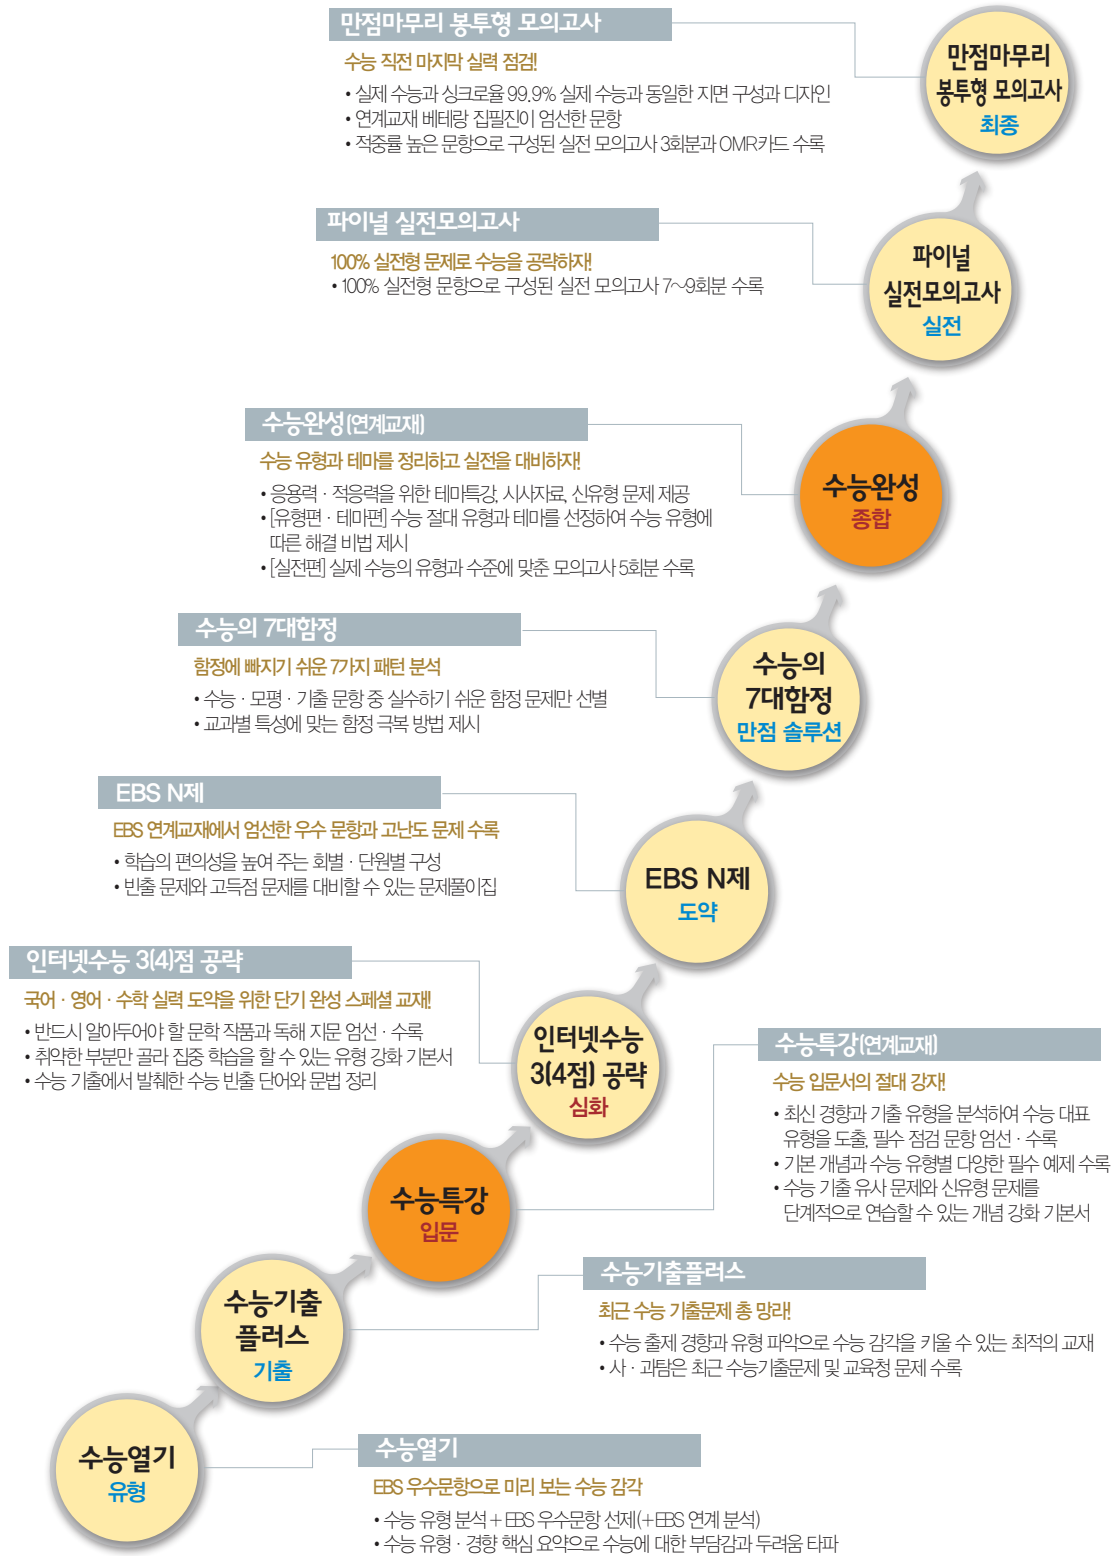 만점마무리 봉투형 모의고사
수능 직전 마지막 실력 점검!
• 실제 수능과 싱크로율 99.9% 실제 수능과 동일한 지면 구성과 디자인
• 연계교재 베테랑 집필진이 엄선한 문항
• 적중률 높은 문항으로 구성된 실전 모의고사 3회분과 OMR카드 수록
만점마무리
봉투형 모의고사
최종
파이널 실전모의고사
100% 실전형 문제로 수능을 공략하자!
• 100% 실전형 문항으로 구성된 실전 모의고사 7~9회분 수록
파이널
실전모의고사
실전
수능완성(연계교재)
수능 유형과 테마를 정리하고 실전을 대비하자!
• 응용력 · 적응력을 위한 테마특강, 시사자료, 신유형 문제 제공
• [유형편 · 테마편] 수능 절대 유형과 테마를 선정하여 수능 유형에
따른 해결 비법 제시
• [실전편] 실제 수능의 유형과 수준에 맞춘 모의고사 5회분 수록
수능완성
종합
수능의 7대함정
함정에 빠지기 쉬운 7가지 패턴 분석
• 수능 · 모평 · 기출 문항 중 실수하기 쉬운 함정 문제만 선별
• 교과별 특성에 맞는 함정 극복 방법 제시
수능의
7대함정
만점 솔루션
EBS N제
EBS 연계교재에서 엄선한 우수 문항과 고난도 문제 수록
• 학습의 편의성을 높여 주는 회별 · 단원별 구성
• 빈출 문제와 고득점 문제를 대비할 수 있는 문제풀이집
EBS N제
도약
인터넷수능 3(4)점 공략
국어 · 영어 · 수학 실력 도약을 위한 단기 완성 스페셜 교재!
• 반드시 알아두어야 할 문학 작품과 독해 지문 엄선 · 수록
• 취약한 부분만 골라 집중 학습을 할 수 있는 유형 강화 기본서
• 수능 기출에서 발췌한 수능 빈출 단어와 문법 정리
인터넷수능
3(4점) 공략
심화
수능특강(연계교재)
수능 입문서의 절대 강자!
• 최신 경향과 기출 유형을 분석하여 수능 대표
유형을 도출, 필수 점검 문항 엄선 · 수록
• 기본 개념과 수능 유형별 다양한 필수 예제 수록
• 수능 기출 유사 문제와 신유형 문제를
단계적으로 연습할 수 있는 개념 강화 기본서
수능특강
입문
수능기출플러스
최근 수능 기출문제 총 망라!
• 수능 출제 경향과 유형 파악으로 수능 감각을 키울 수 있는 최적의 교재
• 사 · 과탐은 최근 수능기출문제 및 교육청 문제 수록
수능기출
플러스
기출
수능열기
EBS 우수문항으로 미리 보는 수능 감각
• 수능 유형 분석 + EBS 우수문항 선제(+EBS 연계 분석)
• 수능 유형 · 경향 핵심 요약으로 수능에 대한 부담감과 두려움 타파
수능열기
유형